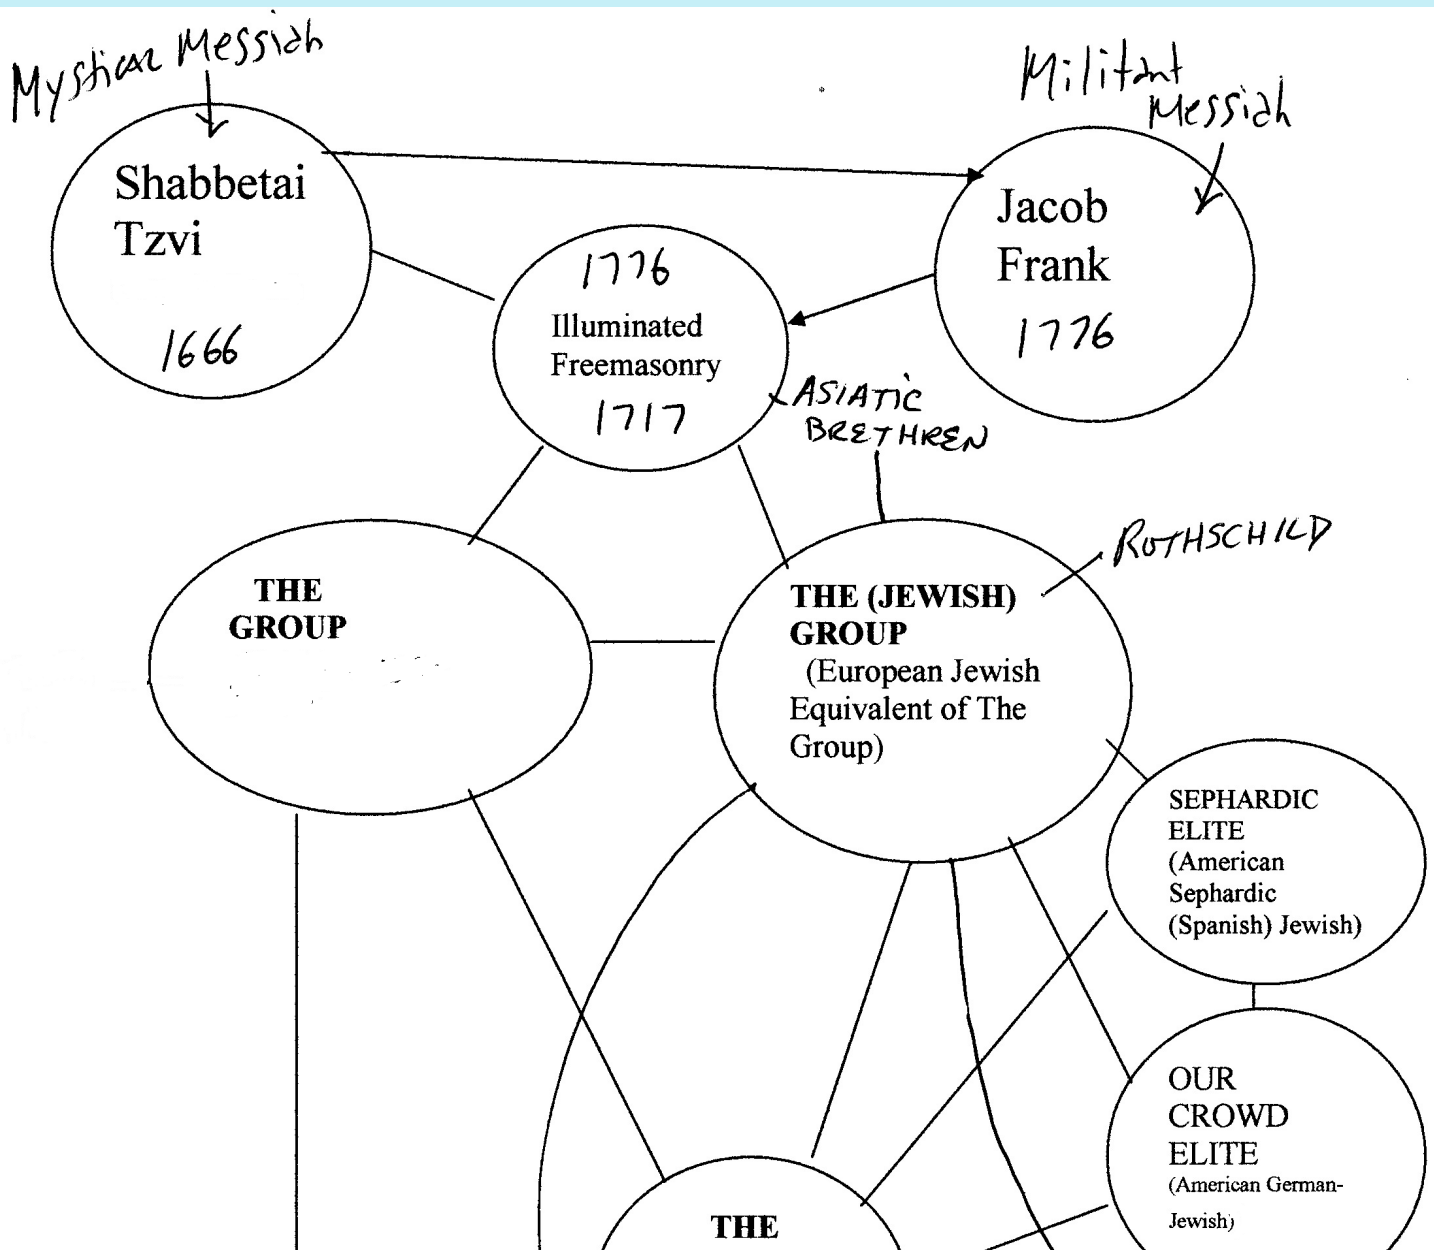 Mystical Messiah
Militant
Messiah
Shabbetai
Tzvi
1666
Jacob
Frank
1776
1776
Illuminated
Freemasonry
1717
ASIATIC
BRETHREN
ROTHSCHILD
THE
GROUP
THE (JEWISH)
GROUP
(European Jewish
Equivalent of The
Group)
SEPHARDIC
ELITE
(American
Sephardic
(Spanish) Jewish)
OUR
CROWD
ELITE
(American German-
Jewish)
THE